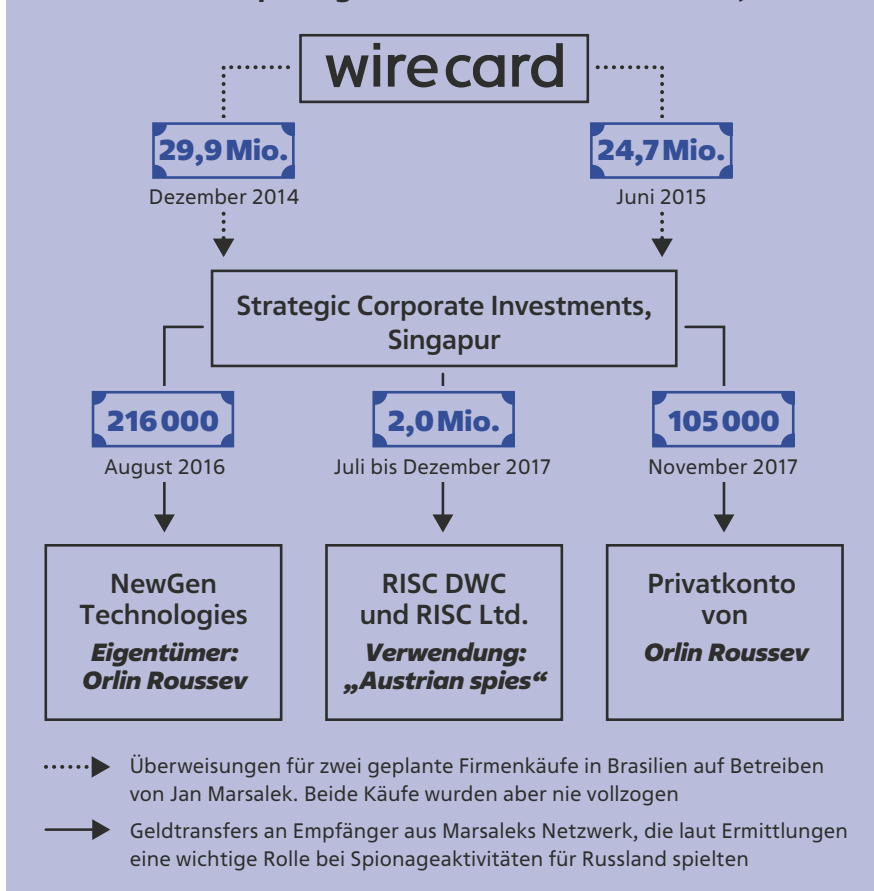 wirecard
29,9 Mio.
24,7 Mio.
Dezember 2014
Juni 2015
Strategic Corporate Investments,
Singapur
216 000
2,0 Mio.
105 000
August 2016
Juli bis Dezember 2017
November 2017
NewGen
Technologies
Eigentümer:
Orlin Roussev
RISC DWC
und RISC Ltd.
Verwendung:
„Austrian spies“
Privatkonto
von
Orlin Roussev
Überweisungen für zwei geplante Firmenkäufe in Brasilien auf Betreiben
von Jan Marsalek. Beide Käufe wurden aber nie vollzogen
Geldtransfers an Empfänger aus Marsaleks Netzwerk, die laut Ermittlungen
eine wichtige Rolle bei Spionageaktivitäten für Russland spielten